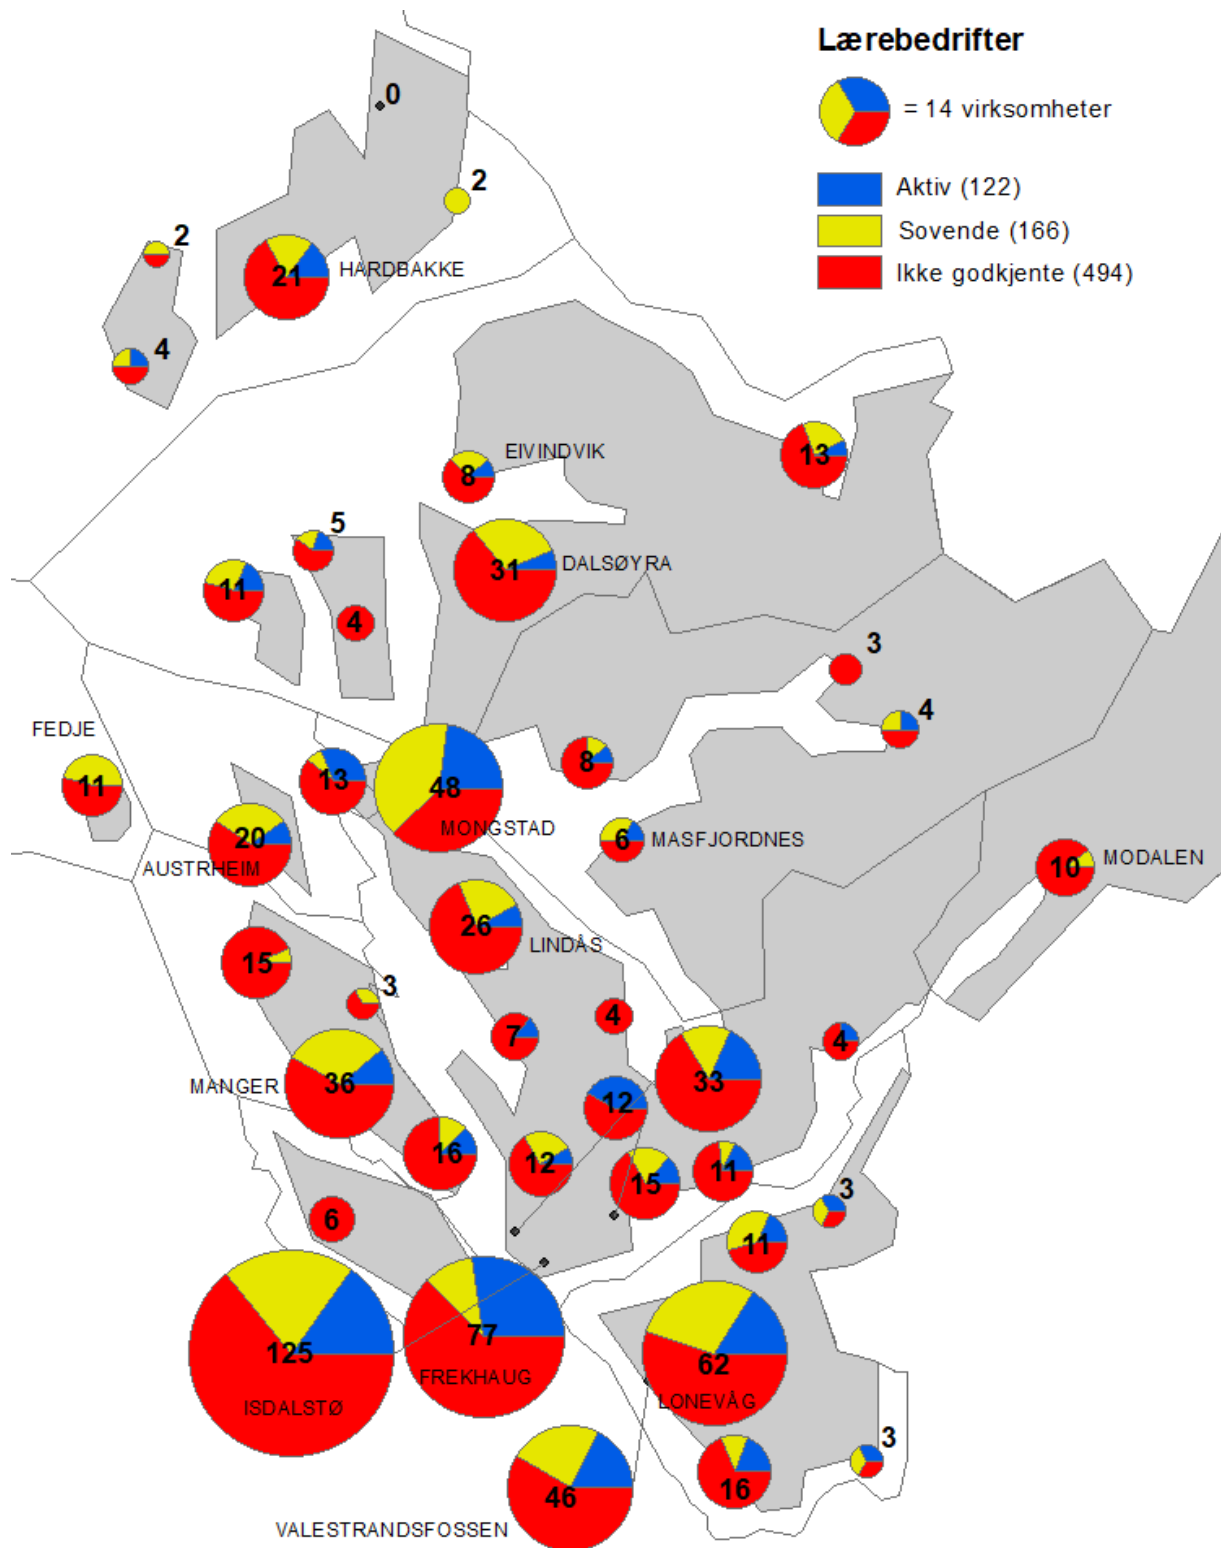 Lærebedrifter
= 14 virksomheter
Aktiv (122)
Sovende (166)
Ikke godkjente (494)
0
2
2
21
HARDBAKKE
4
13
EIVINDVIK
8
5
31
DALSØYRA
11
4
3
4
FEDJE
11
13
48
MONGSTAD
8
20
AUSTRHEIM
6
MASFJORDNES
10
MODALEN
26
LINDÅS
15
3
7
4
4
33
36
MANGER
12
16
12
15
11
3
6
11
125
ISDALSTØ
77
FREKHAUG
62
LONEVÅG
3
16
46
VALESTRANDSFOSSEN